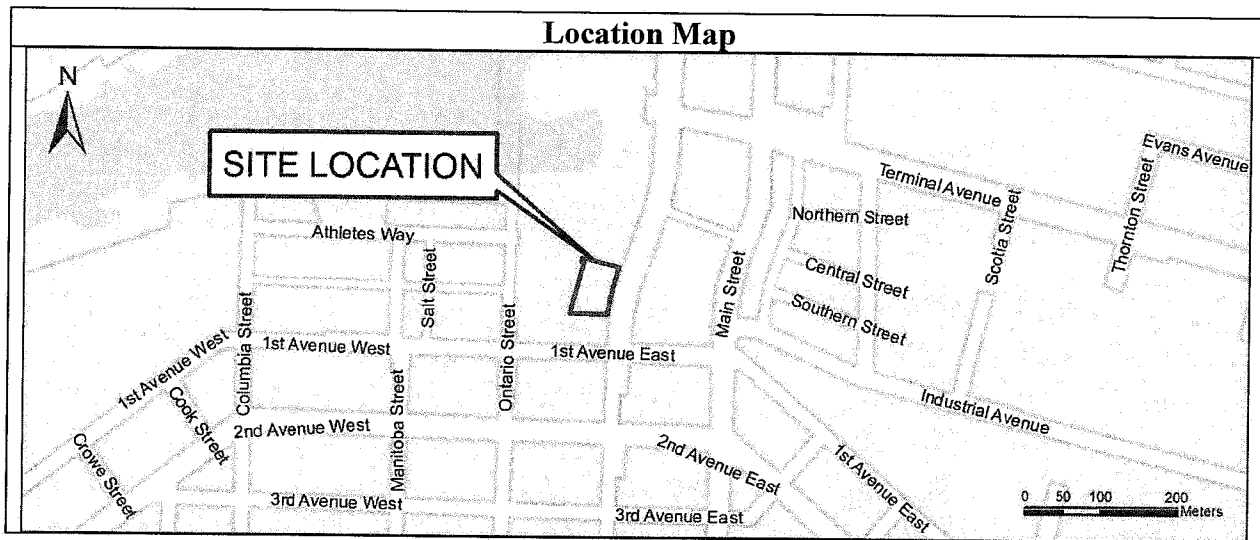 Location Map
N
SITE LOCATION
Evans Avenue
Terminal Avenue
Thornton Street
Northern Street
Scotia Street
Athletes Way
Salt Street
Central Street
Main Street
Southern Street
Columbia Street
Ontario Street
1st Avenue West
1st Avenue West
1st Avenue East
Cook Street
Manitoba Street
Industrial Avenue
2nd Avenue West
2nd Avenue East
1st Avenue East
Crowe Street
3rd Avenue West
3rd Avenue East
0 50 100 200
Meters